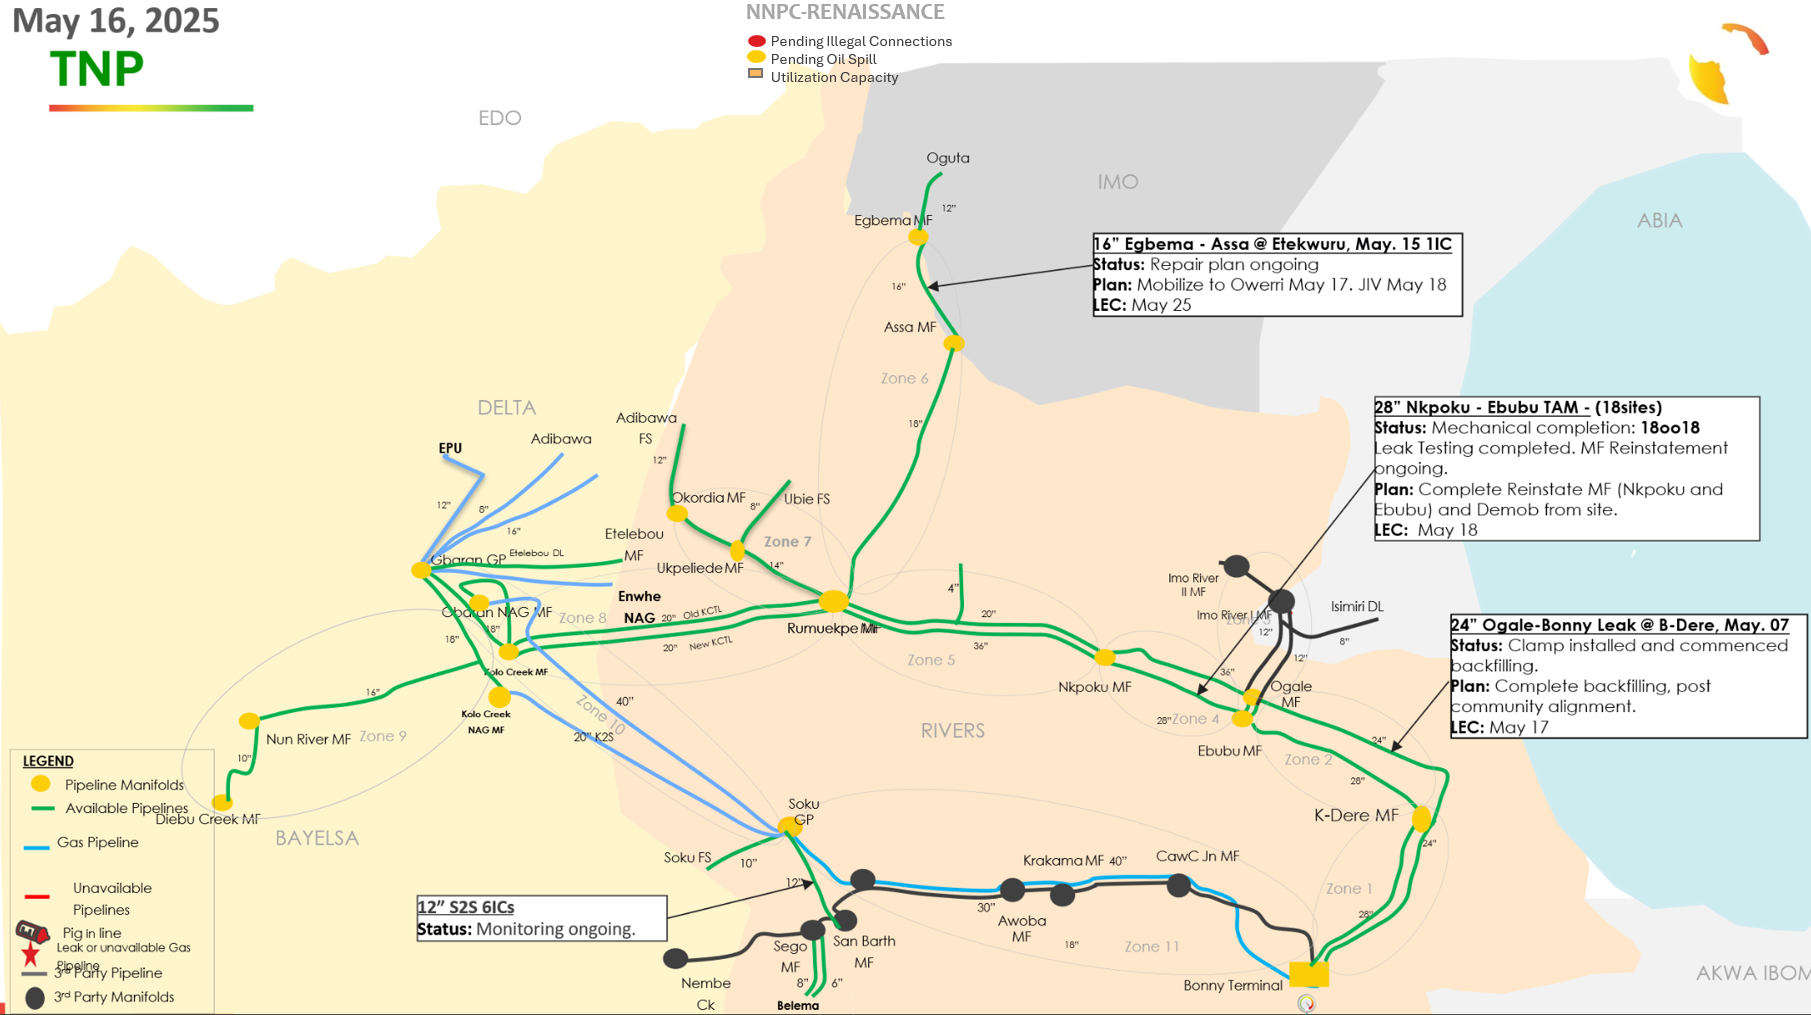 May 16, 2025
TNP
NNPC-RENAISSANCE
Pending Illegal Connections
Pending Oil Spill
Utilization Capacity
EDO
IMO
ABIA
DELTA
RIVERS
BAYELSA
AKWA IBOM
Oguta
12”
Egbema MF
16”
Assa MF
Zone 6
18”
16” Egbema - Assa @ Etekwuru, May. 15 1IC
Status: Repair plan ongoing
Plan: Mobilize to Owerri May 17. JIV May 18
LEC: May 25
28” Nkpoku - Ebubu TAM - (18sites)
Status: Mechanical completion: 18oo18
Leak Testing completed. MF Reinstatement
ongoing.
Plan: Complete Reinstate MF (Nkpoku and
Ebubu) and Demob from site.
LEC: May 18
24” Ogale-Bonny Leak @ B-Dere, May. 07
Status: Clamp installed and commenced
backfilling.
Plan: Complete backfilling, post
community alignment.
LEC: May 17
12” S2S 6ICs
Status: Monitoring ongoing.
EPU
Adibawa
12”
8”
16”
Adibawa
FS
12”
Okordia MF
8”
Ubie FS
Zone 7
Ukpeliede MF
14”
Etelebou
MF
Etelebou DL
Gbaran GP
Gbaran NAG MF
Enwhe
NAG
Zone 8
20” Old KCTL
20” New KCTL
18”
18”
Kolo Creek MF
Kolo Creek
NAG MF
16”
Nun River MF
Zone 9
10”
Diebu Creek MF
Zone 10
40”
20” K2S
Rumuekpe MF
4”
20”
36”
Zone 5
Nkpoku MF
36”
28”
Zone 4
Ogale
MF
Ebubu MF
Imo River
II MF
Imo River I MF
Zone 3
12”
12”
Isimiri DL
8”
Zone 2
24”
28”
K-Dere MF
24”
Zone 1
28”
Soku
GP
Soku FS
10”
12”
Krakama MF
40”
CawC Jn MF
30”
Awoba
MF
18”
Zone 11
Sego
MF
San Barth
MF
8”
6”
Belema
Nembe
Ck
Bonny Terminal
LEGEND
Pipeline Manifolds
Available Pipelines
Gas Pipeline
Unavailable
Pipelines
Pig in line
Leak or unavailable Gas
Pipeline
3rd Party Pipeline
3rd Party Manifolds